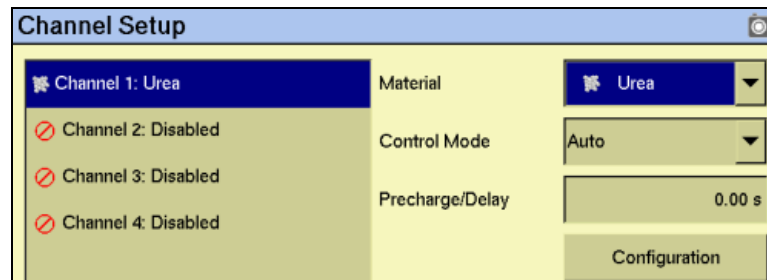 Channel Setup
Channel 1: Urea
Channel 2: Disabled
Channel 3: Disabled
Channel 4: Disabled
Material
Urea
Control Mode
Auto
Precharge/Delay
0.00 s
Configuration